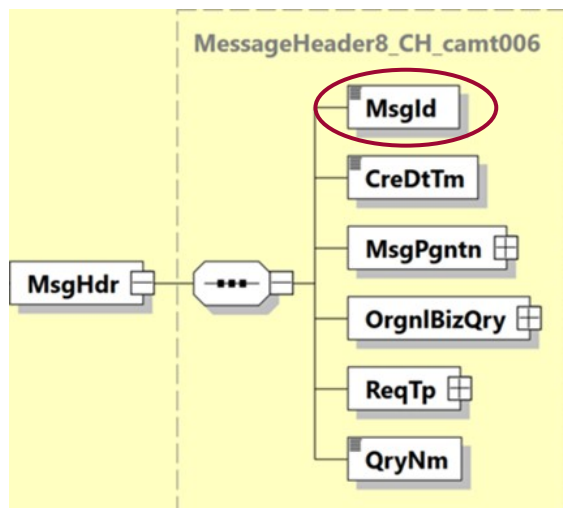 MessageHeader8_CH_camt006
MsgId
CreDtTm
MsgPgntn
MsgHdr
OrgnlBizQry
ReqTp
QryNm